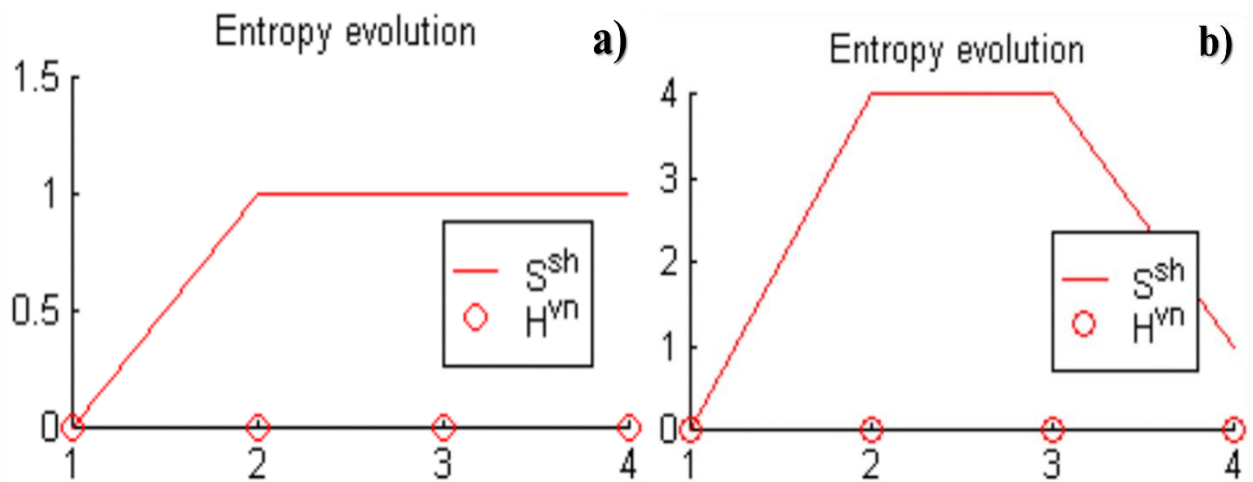 Entropy evolution
a)
1.5
1
0.5
0
1 2 3 4
S^sh
H^vn
Entropy evolution
b)
4
3
2
1
0
1 2 3 4
S^sh
H^vn